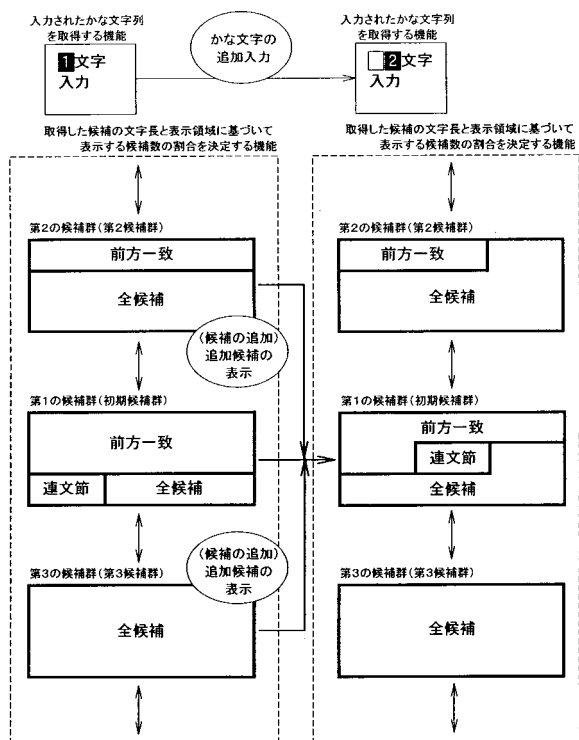 入力されたかな文字列
を取得する機能
1文字
入力
かな文字の
追加入力
入力されたかな文字列
を取得する機能
2文字
入力
取得した候補の文字長と表示領域に基づいて
表示する候補数の割合を決定する機能
第2の候補群(第2候補群)
前方一致
全候補
(候補の追加)
追加候補の
表示
第1の候補群(初期候補群)
前方一致
連文節
全候補
(候補の追加)
追加候補の
表示
第3の候補群(第3候補群)
全候補
取得した候補の文字長と表示領域に基づいて
表示する候補数の割合を決定する機能
第2の候補群(第2候補群)
前方一致
全候補
第1の候補群(初期候補群)
前方一致
連文節
全候補
第3の候補群(第3候補群)
全候補